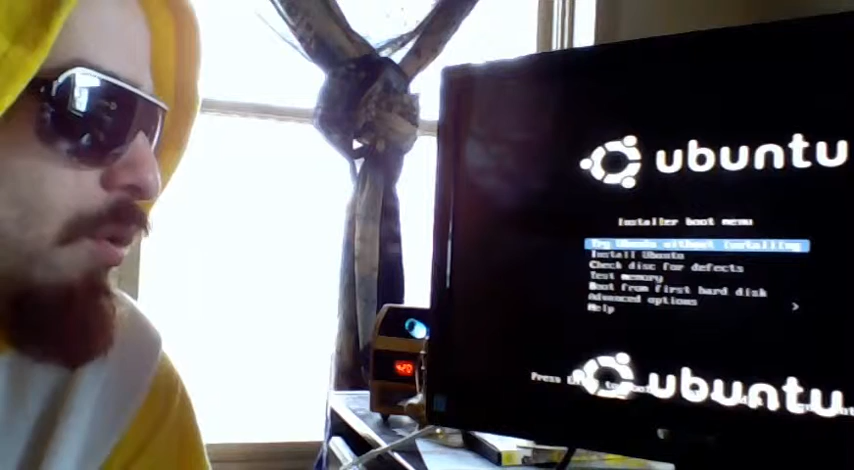 ubuntu
Installer boot menu
Try Ubuntu without installing
Install Ubuntu
Check disc for defects
Test memory
Boot from first hard disk
Advanced options >
Help
Press
ubuntu
420